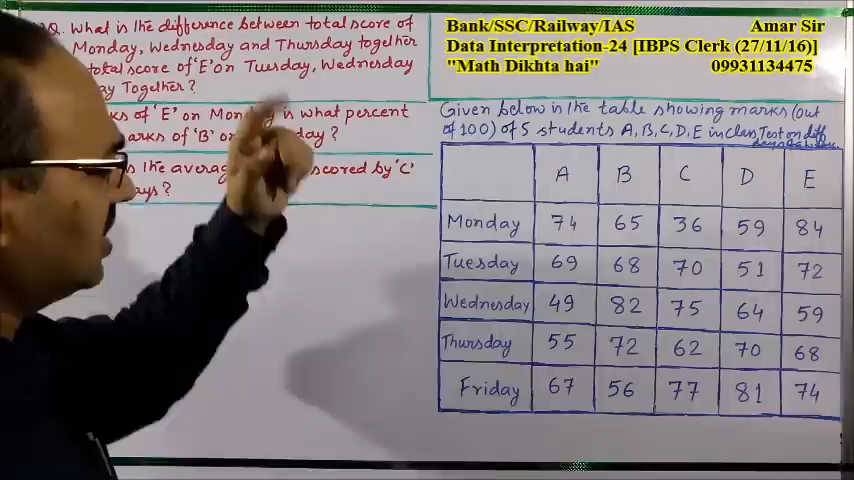 Q. What is the difference between total score of
Monday, Wednesday and Thursday together
total score of 'E' on Tuesday, Wednesday
Together?
of 'E' on Monday is what percent
of 'B' on
the scored by 'C'
Bank/SSC/Railway/IAS Amar Sir
Data Interpretation-24 [IBPS Clerk (27/11/16)]
"Math Dikhta hai" 09931134475
Given below is the table showing marks (out
of 100) of 5 students A, B, C, D, E in class Test on diff
A B C D E
Monday 74 65 36 59 84
Tuesday 69 68 70 51 72
Wednesday 49 82 75 64 59
Thursday 55 72 62 70 68
Friday 67 56 77 81 74